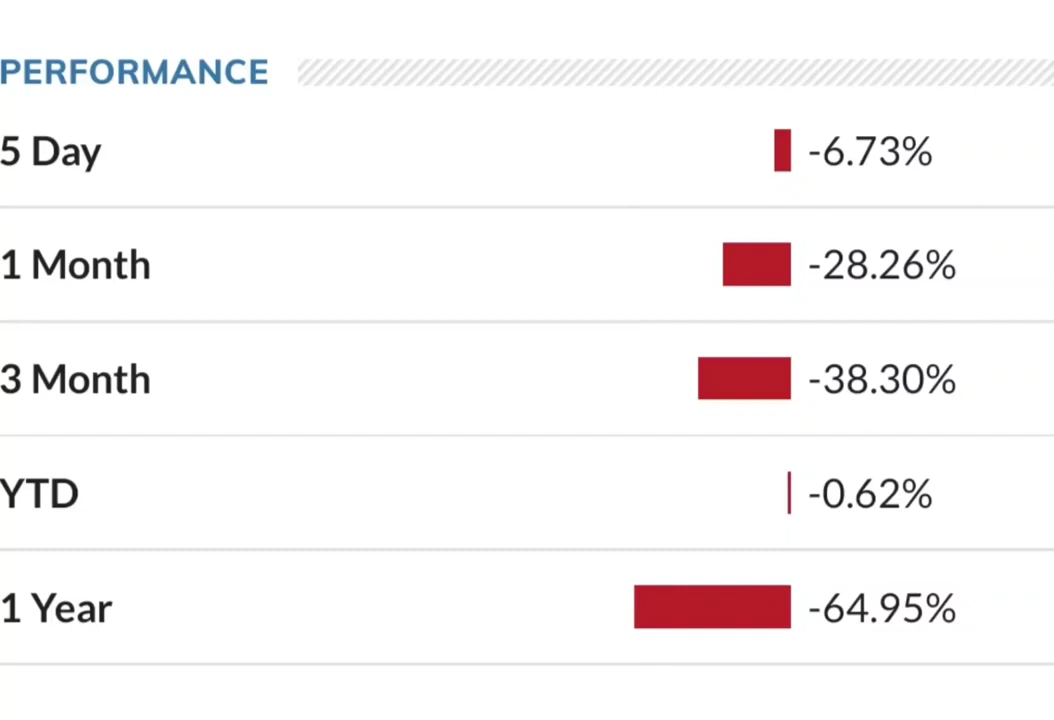 PERFORMANCE
5 Day -6.73%
1 Month -28.26%
3 Month -38.30%
YTD -0.62%
1 Year -64.95%